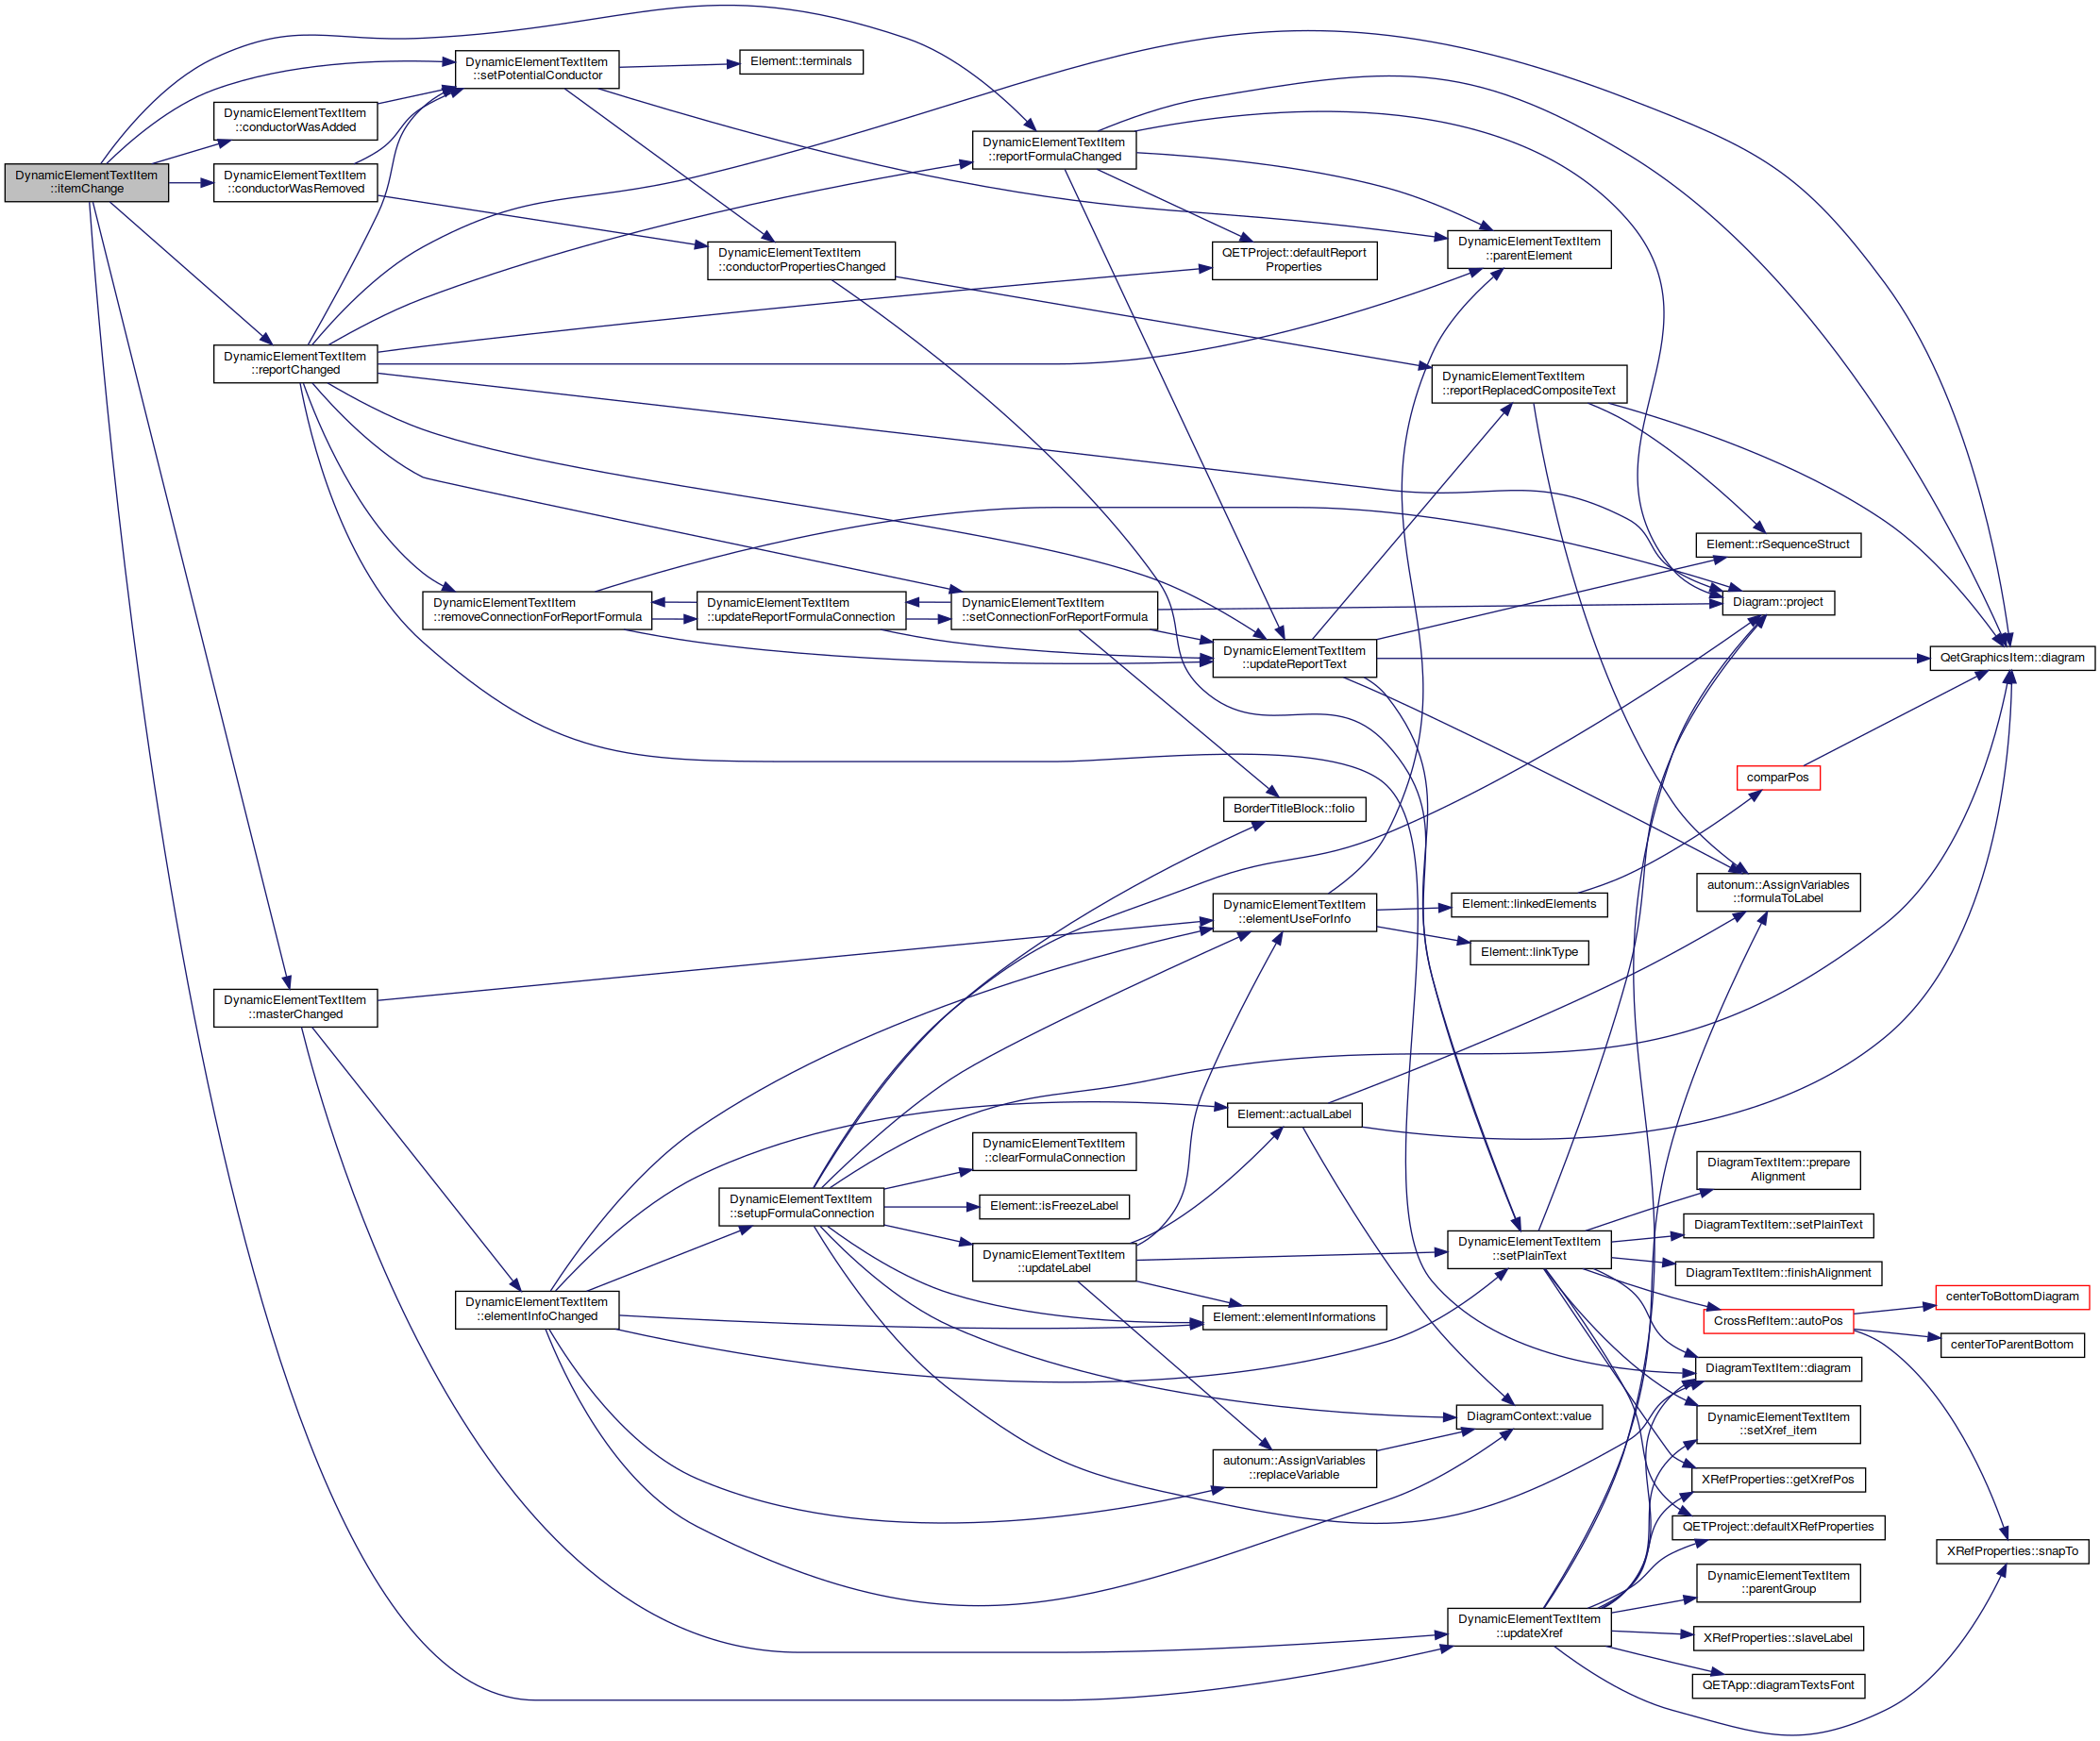 DynamicElementTextItem
::itemChange
DynamicElementTextItem
::conductorWasAdded
DynamicElementTextItem
::conductorWasRemoved
DynamicElementTextItem
::reportChanged
DynamicElementTextItem
::masterChanged
DynamicElementTextItem
::setPotentialConductor
DynamicElementTextItem
::removeConnectionForReportFormula
DynamicElementTextItem
::elementInfoChanged
Element::terminals
DynamicElementTextItem
::conductorPropertiesChanged
DynamicElementTextItem
::updateReportFormulaConnection
DynamicElementTextItem
::setupFormulaConnection
DynamicElementTextItem
::reportFormulaChanged
DynamicElementTextItem
::setConnectionForReportFormula
DynamicElementTextItem
::clearFormulaConnection
Element::isFreezeLabel
DynamicElementTextItem
::updateLabel
QETProject::defaultReport
Properties
DynamicElementTextItem
::updateReportText
BorderTitleBlock::folio
DynamicElementTextItem
::elementUseForInfo
Element::actualLabel
Element::elementInformations
autonum::AssignVariables
::replaceVariable
DynamicElementTextItem
::parentElement
DynamicElementTextItem
::reportReplacedCompositeText
Element::linkedElements
Element::linkType
DynamicElementTextItem
::setPlainText
DiagramContext::value
DynamicElementTextItem
::updateXref
Element::rSequenceStruct
Diagram::project
comparPos
autonum::AssignVariables
::formulaToLabel
DiagramTextItem::prepare
Alignment
DiagramTextItem::setPlainText
DiagramTextItem::finishAlignment
CrossRefItem::autoPos
DiagramTextItem::diagram
DynamicElementTextItem
::setXref_item
XRefProperties::getXrefPos
QETProject::defaultXRefProperties
DynamicElementTextItem
::parentGroup
XRefProperties::slaveLabel
QETApp::diagramTextsFont
QetGraphicsItem::diagram
centerToBottomDiagram
centerToParentBottom
XRefProperties::snapTo